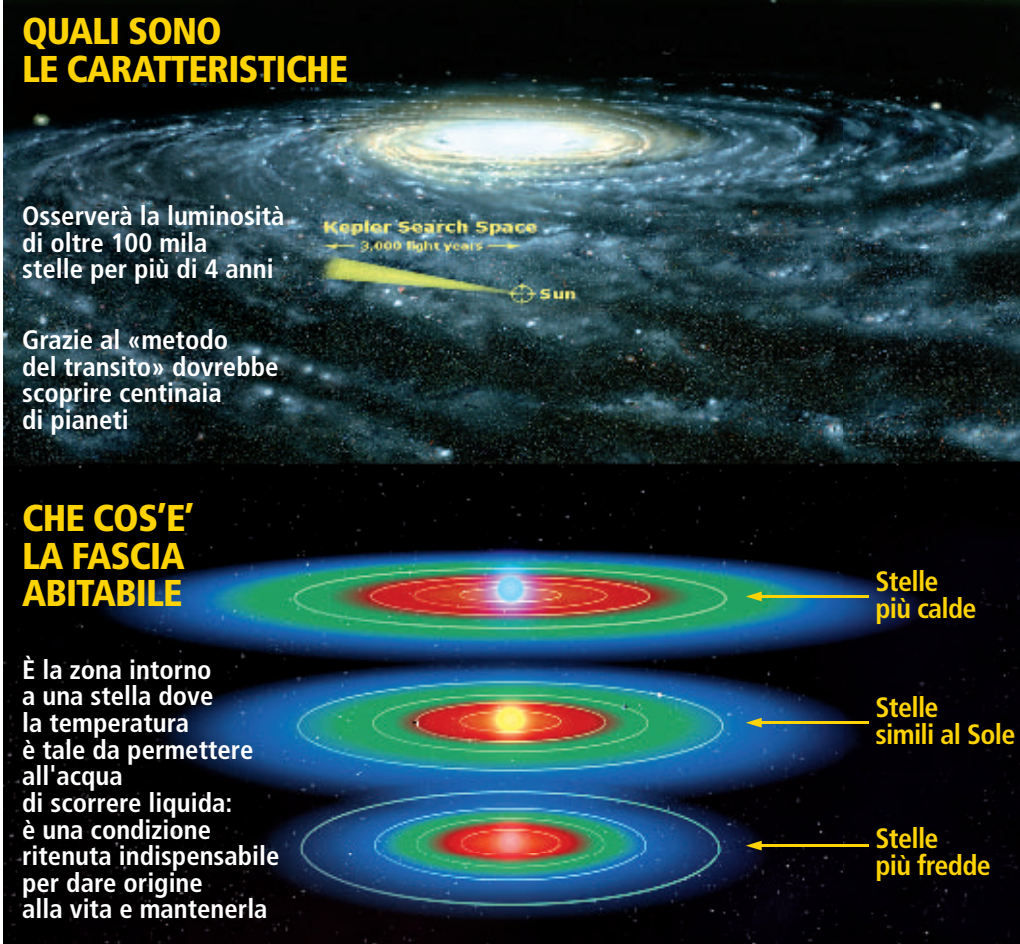 QUALI SONO
LE CARATTERISTICHE
Osserverà la luminosità
di oltre 100 mila
stelle per più di 4 anni
Kepler Search Space
3,000 light years
Sun
Grazie al «metodo
del transito» dovrebbe
scoprire centinaia
di pianeti
CHE COS'E'
LA FASCIA
ABITABILE
È la zona intorno
a una stella dove
la temperatura
è tale da permettere
all'acqua
di scorrere liquida:
è una condizione
ritenuta indispensabile
per dare origine
alla vita e mantenerla
Stelle
più calde
Stelle
simili al Sole
Stelle
più fredde